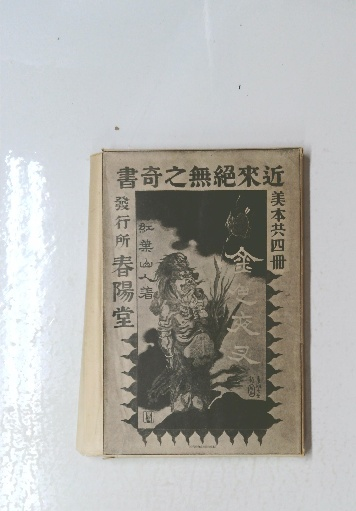 近來絕無之奇書
美本共四冊
金色夜叉
紅葉山人著
發行所 春陽堂